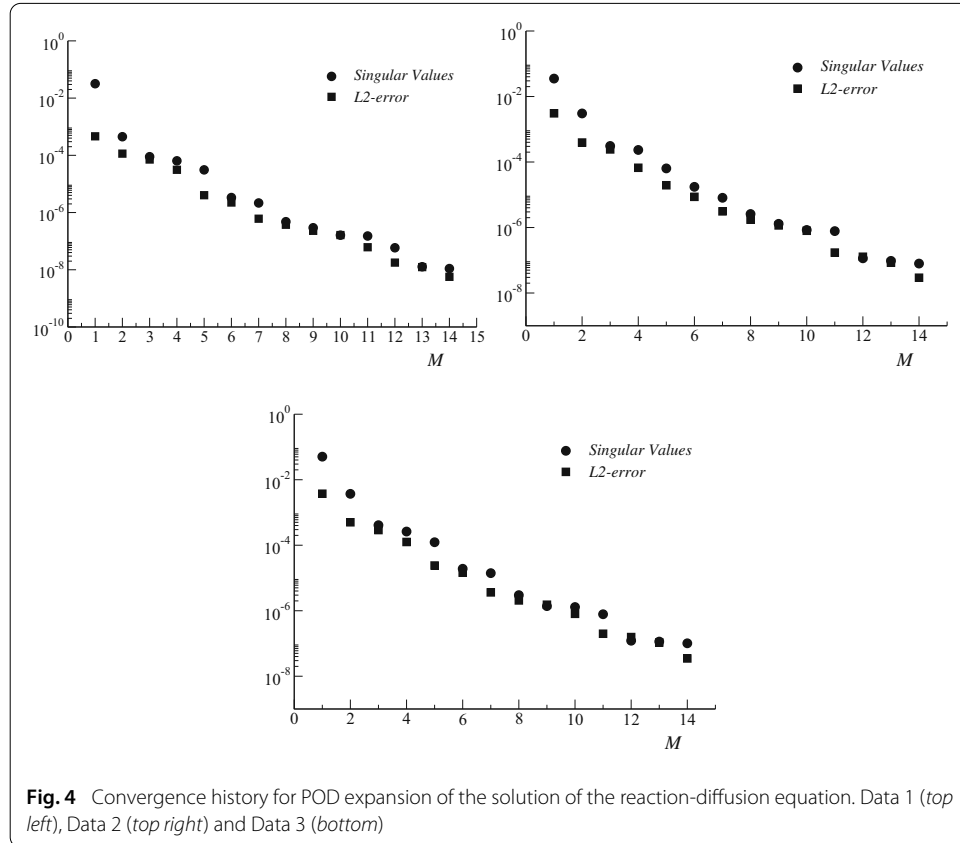 10^0
10^-2
10^-4
10^-6
10^-8
10^-10
Singular Values
L2-error
0 1 2 3 4 5 6 7 8 9 10 11 12 13 14 15
M
10^0
10^-2
10^-4
10^-6
10^-8
Singular Values
L2-error
0 2 4 6 8 10 12 14
M
10^0
10^-2
10^-4
10^-6
10^-8
Singular Values
L2-error
0 2 4 6 8 10 12 14
M
Fig. 4 Convergence history for POD expansion of the solution of the reaction-diffusion equation. Data 1 (top
left), Data 2 (top right) and Data 3 (bottom)